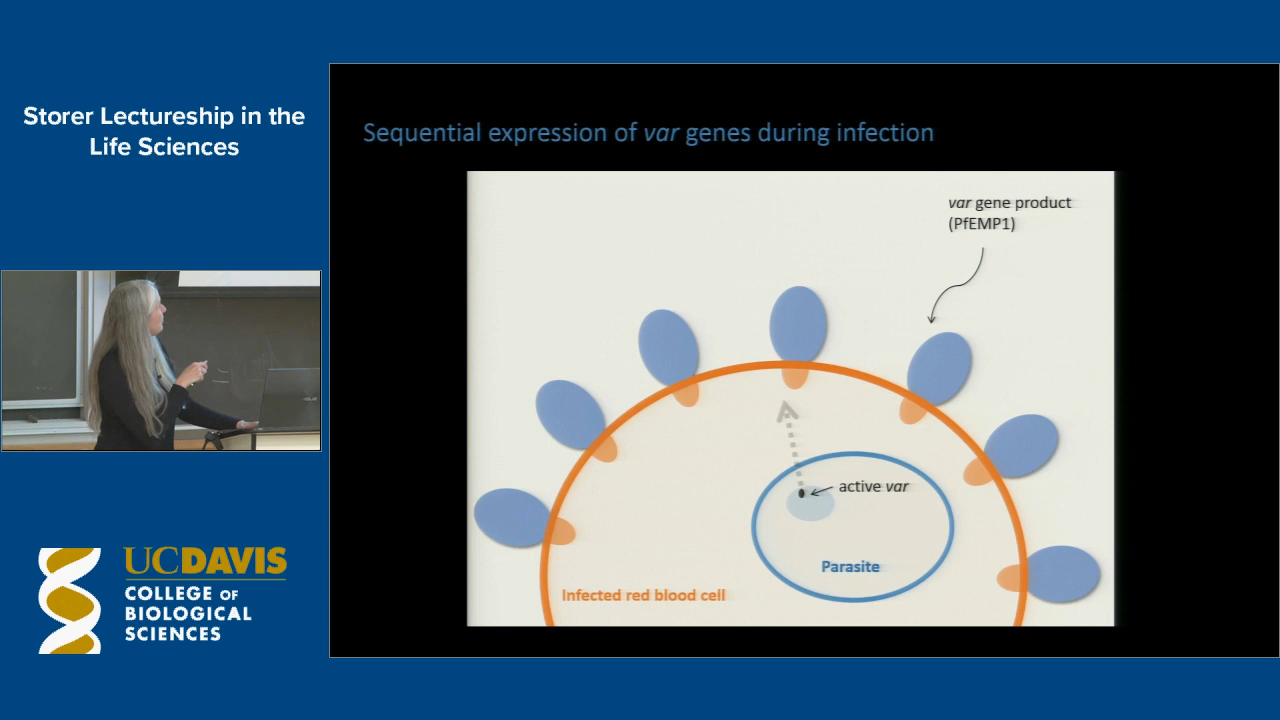 Storer Lectureship in the
Life Sciences
UCDAVIS
COLLEGE OF
BIOLOGICAL
SCIENCES
Sequential expression of var genes during infection
var gene product
(PfEMP1)
active var
Parasite
Infected red blood cell